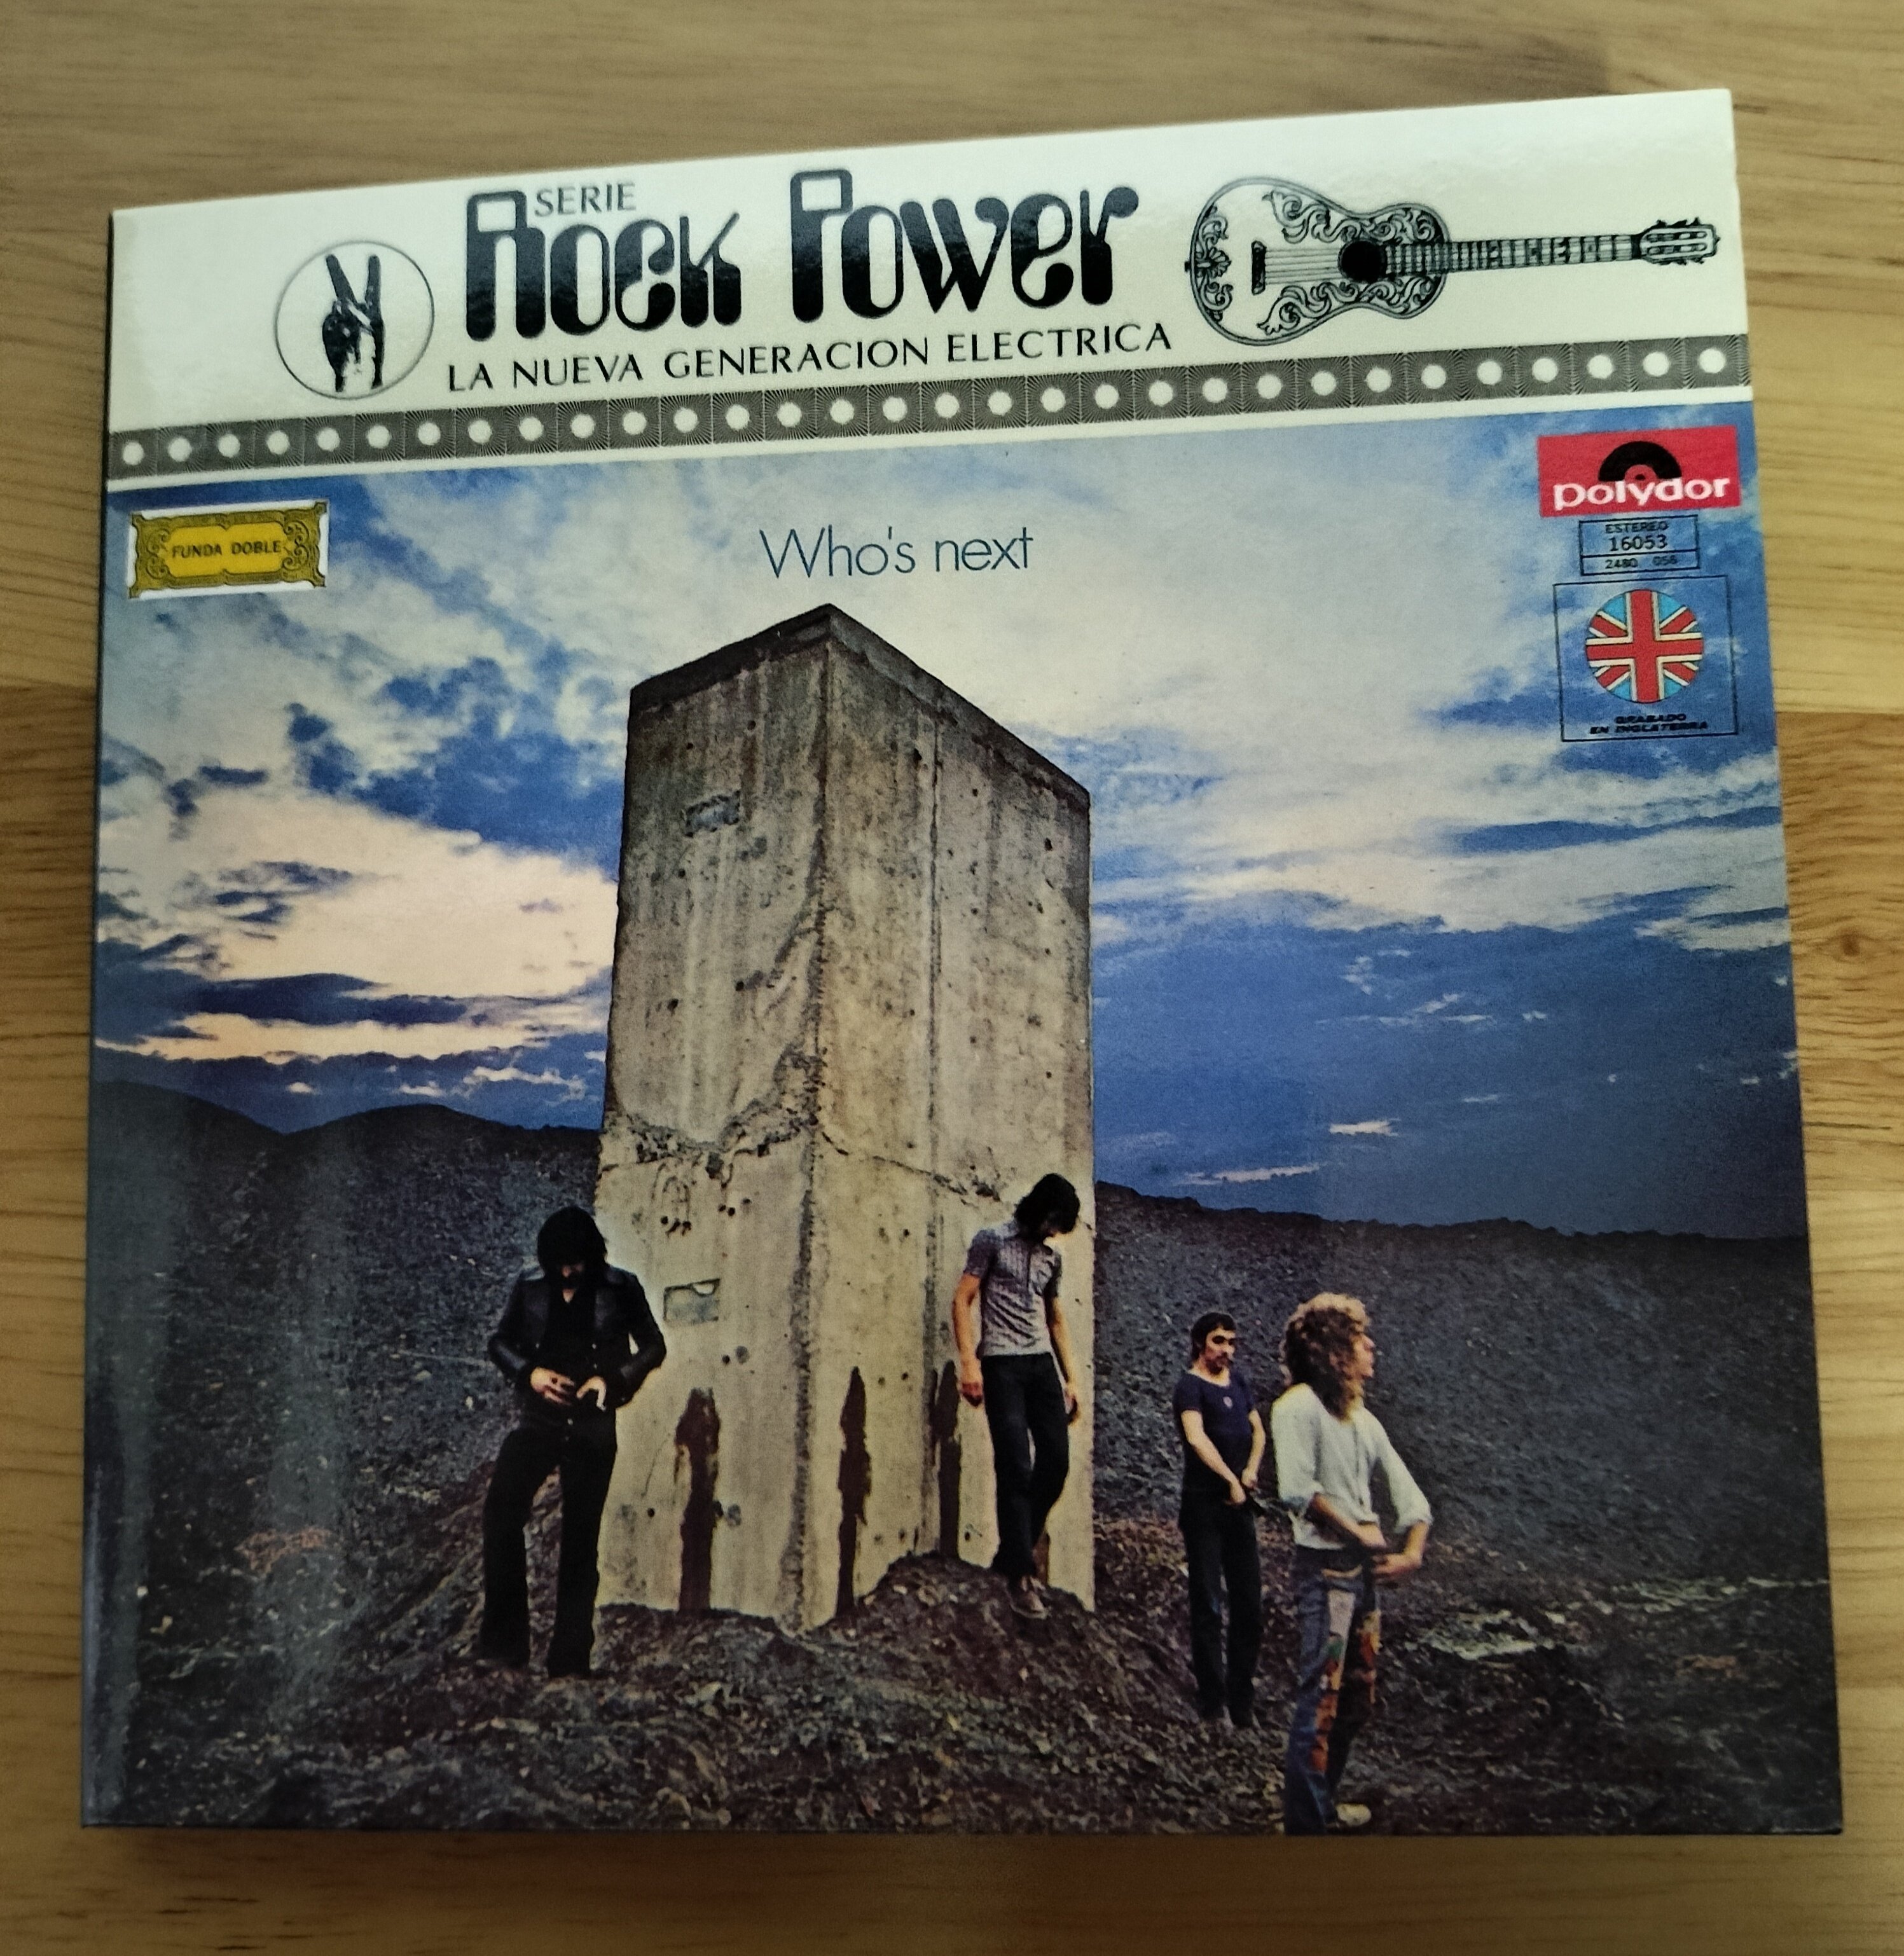 SERIE
Rock Power
LA NUEVA GENERACION ELECTRICA
polydor
FUNDA DOBLE
Who's next
ESTEREO
16053
2480 056
GRABADO
EN INGLATERRA